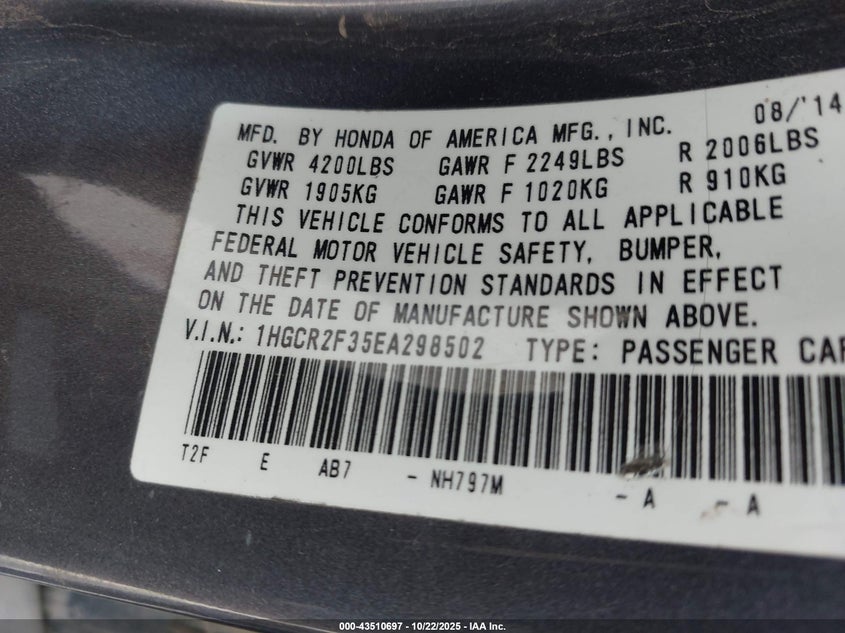 08/'14
MFD. BY HONDA OF AMERICA MFG., INC.
GVWR 4200LBS GAWR F 2249LBS R 2006LBS
GVWR 1905KG GAWR F 1020KG R 910KG
THIS VEHICLE CONFORMS TO ALL APPLICABLE
FEDERAL MOTOR VEHICLE SAFETY, BUMPER,
AND THEFT PREVENTION STANDARDS IN EFFECT
ON THE DATE OF MANUFACTURE SHOWN ABOVE.
V.I.N.: 1HGCR2F35EA298502 TYPE: PASSENGER CAR
T2F E AB7 - NH797M - A - A
000-43510697 | 10/22/2025 - IAA Inc.